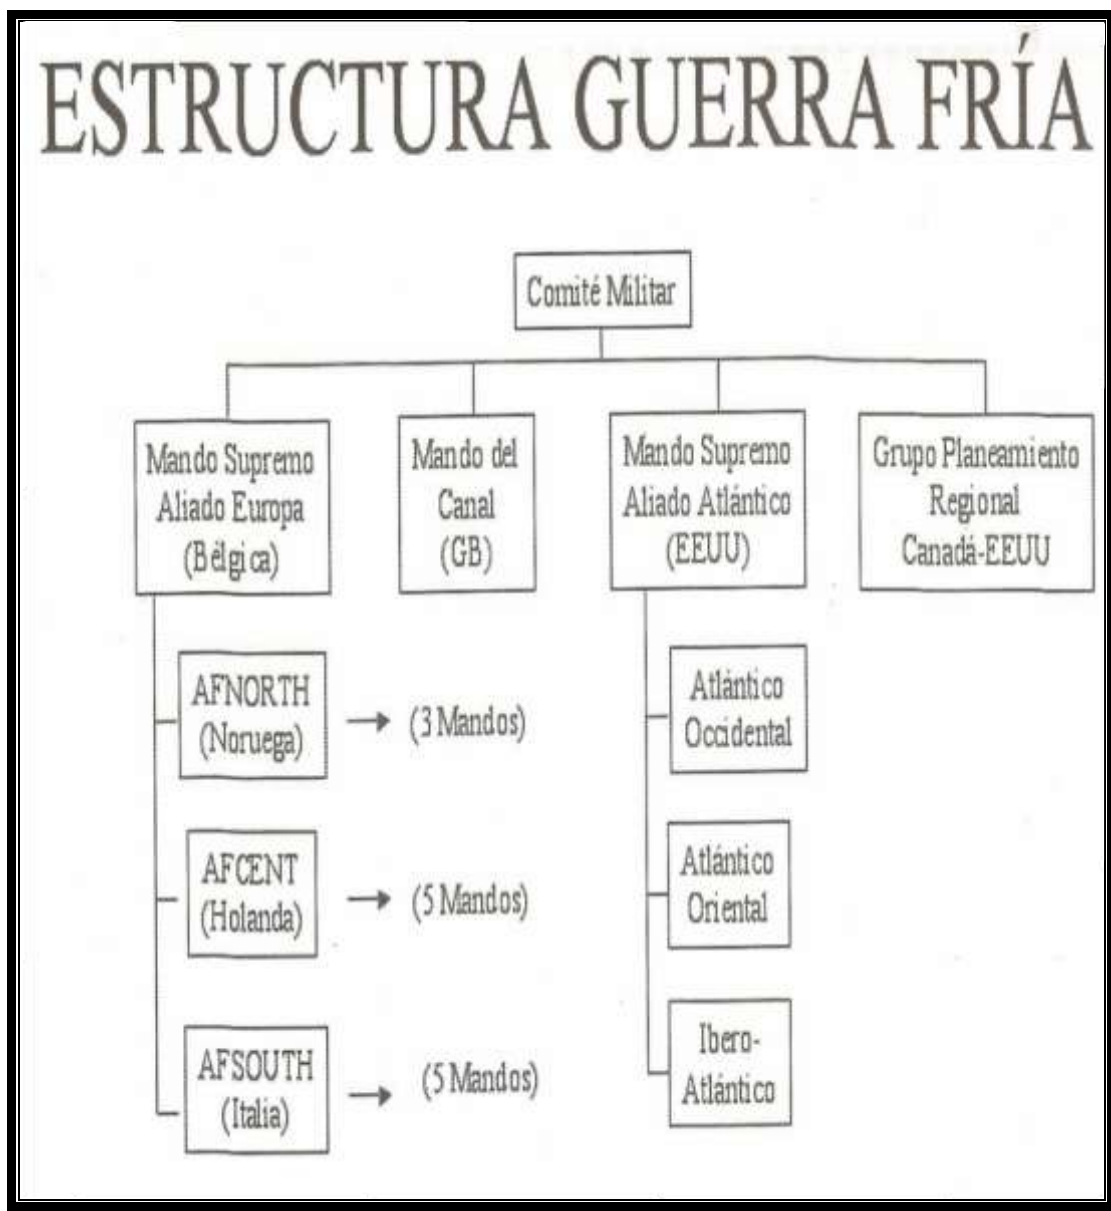 ESTRUCTURA GUERRA FRÍA
Comité Militar
Mando Supremo
Aliado Europa
(Bélgica)
Mando del
Canal
(GB)
Mando Supremo
Aliado Atlántico
(EEUU)
Grupo Planeamiento
Regional
Canadá-EEUU
AFNORTH
(Noruega)
(3 Mandos)
AFCENT
(Holanda)
(5 Mandos)
AFSOUTH
(Italia)
(5 Mandos)
Atlántico
Occidental
Atlántico
Oriental
Ibero-
Atlántico